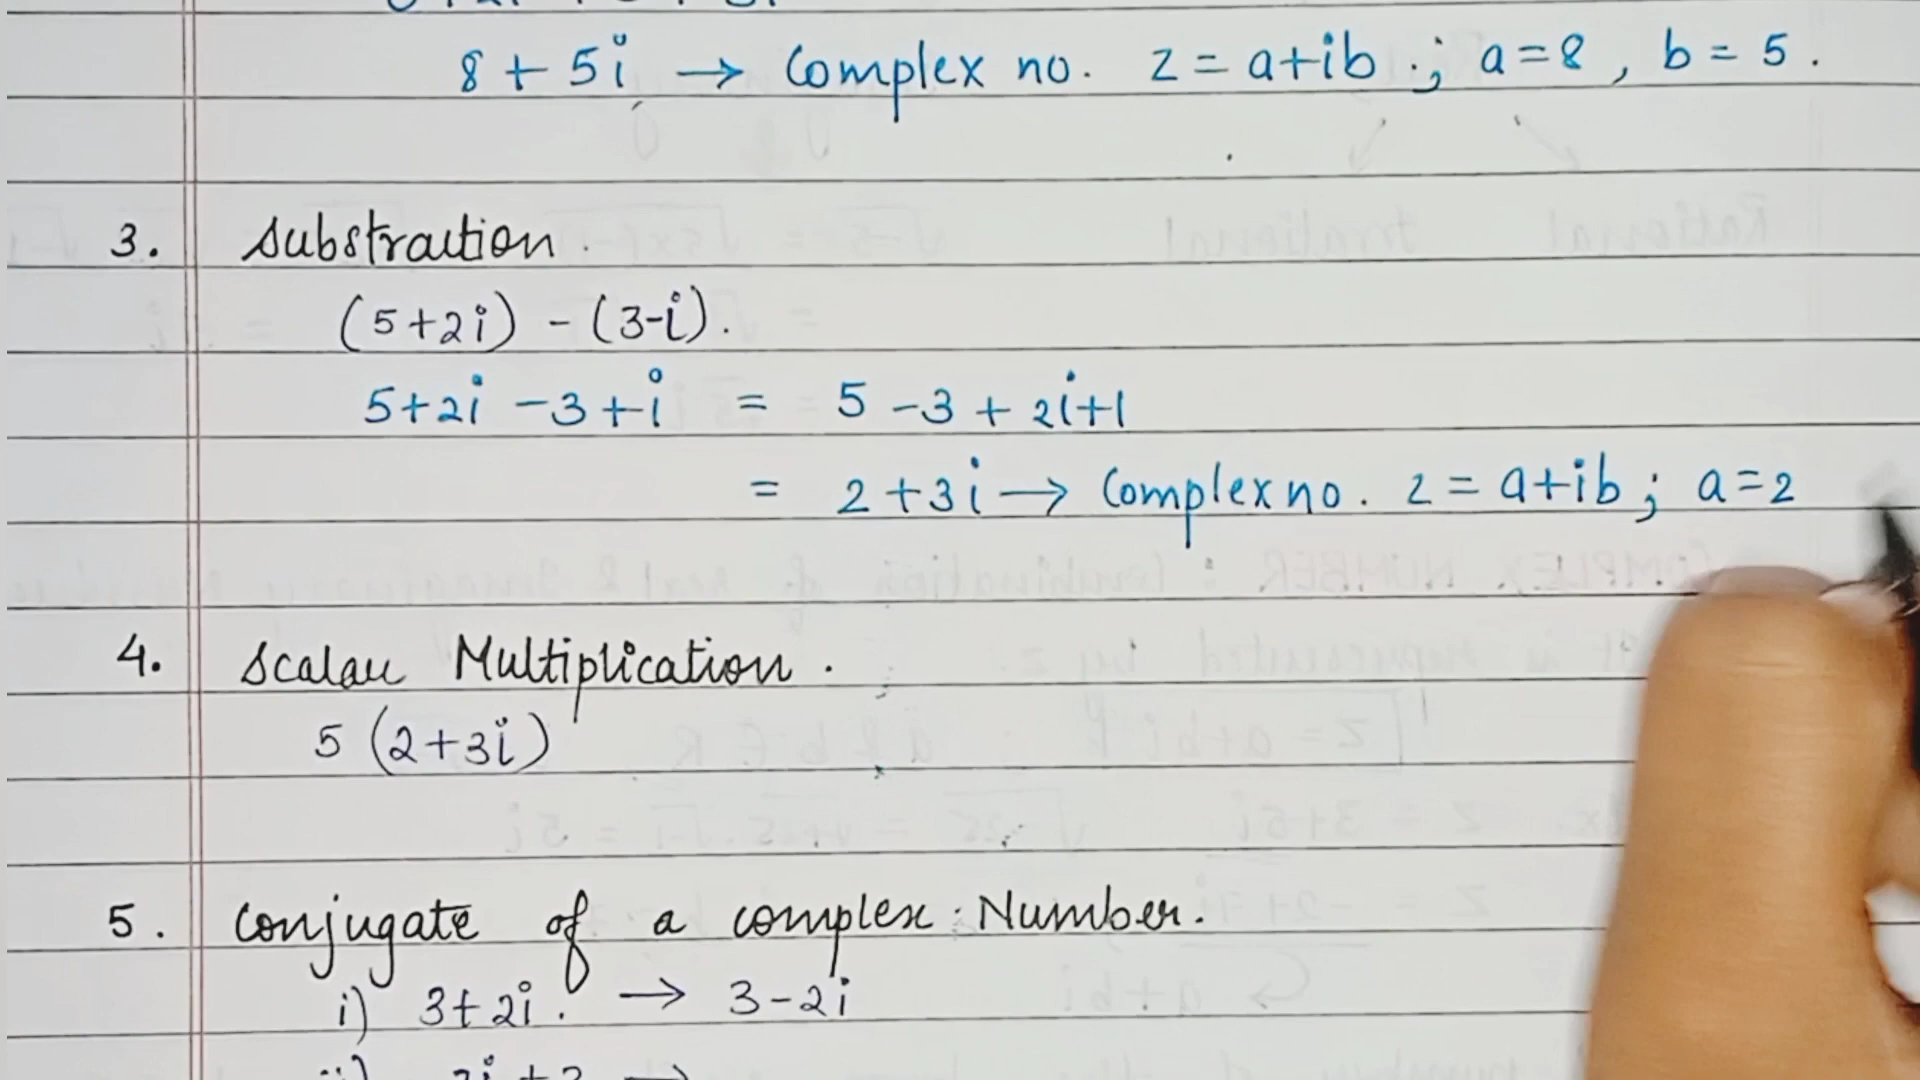 8 + 5i → Complex no. z = a+ib ; a=8, b = 5.
3. Substraction.
(5+2i) - (3-i).
5+2i -3+i = 5 -3 + 2i+1
= 2+3i → Complex no. z = a+ib; a=2
4. Scalar Multiplication.
5 (2+3i)
5. Conjugate of a complex Number.
i) 3+2i. → 3-2i